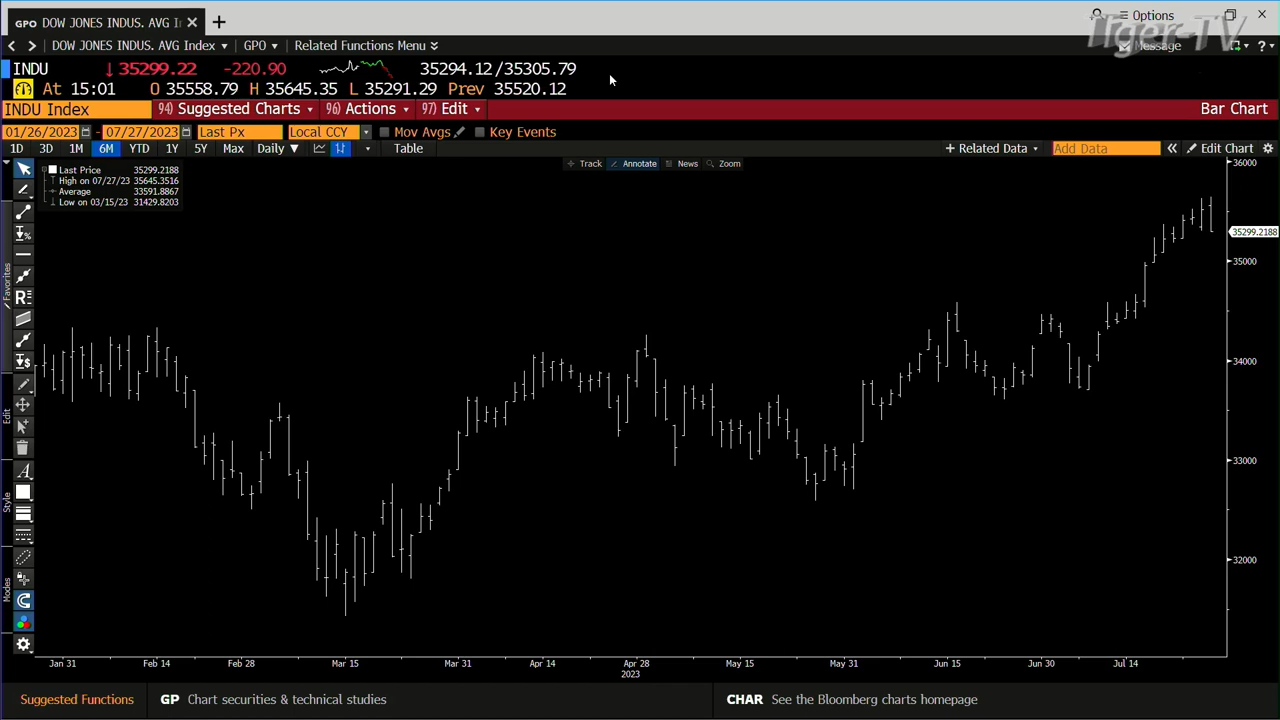 GPO DOW JONES INDUS. AVG I
Options
DOW JONES INDUS. AVG Index GPO Related Functions Menu
Message
Tiger-TV
INDU 35299.22 -220.90 35294.12/35305.79
At 15:01 O 35558.79 H 35645.35 L 35291.29 Prev 35520.12
INDU Index 94) Suggested Charts 96) Actions 97) Edit Bar Chart
01/26/2023 - 07/27/2023 Last Px Local CCY Mov Avgs Key Events
1D 3D 1M 6M YTD 1Y 5Y Max Daily Table + Related Data Add Data Edit Chart
Track Annotate News Zoom
Last Price 35299.2188
High on 07/27/23 35645.3516
Average 33591.8867
Low on 03/15/23 31429.8203
36000
35299.2188
35000
34000
33000
32000
Favorites
Edit
Style
Modes
Jan 31 Feb 14 Feb 28 Mar 15 Mar 31 Apr 14 Apr 28 May 15 May 31 Jun 15 Jun 30 Jul 14
2023
Suggested Functions GP Chart securities & technical studies CHAR See the Bloomberg charts homepage